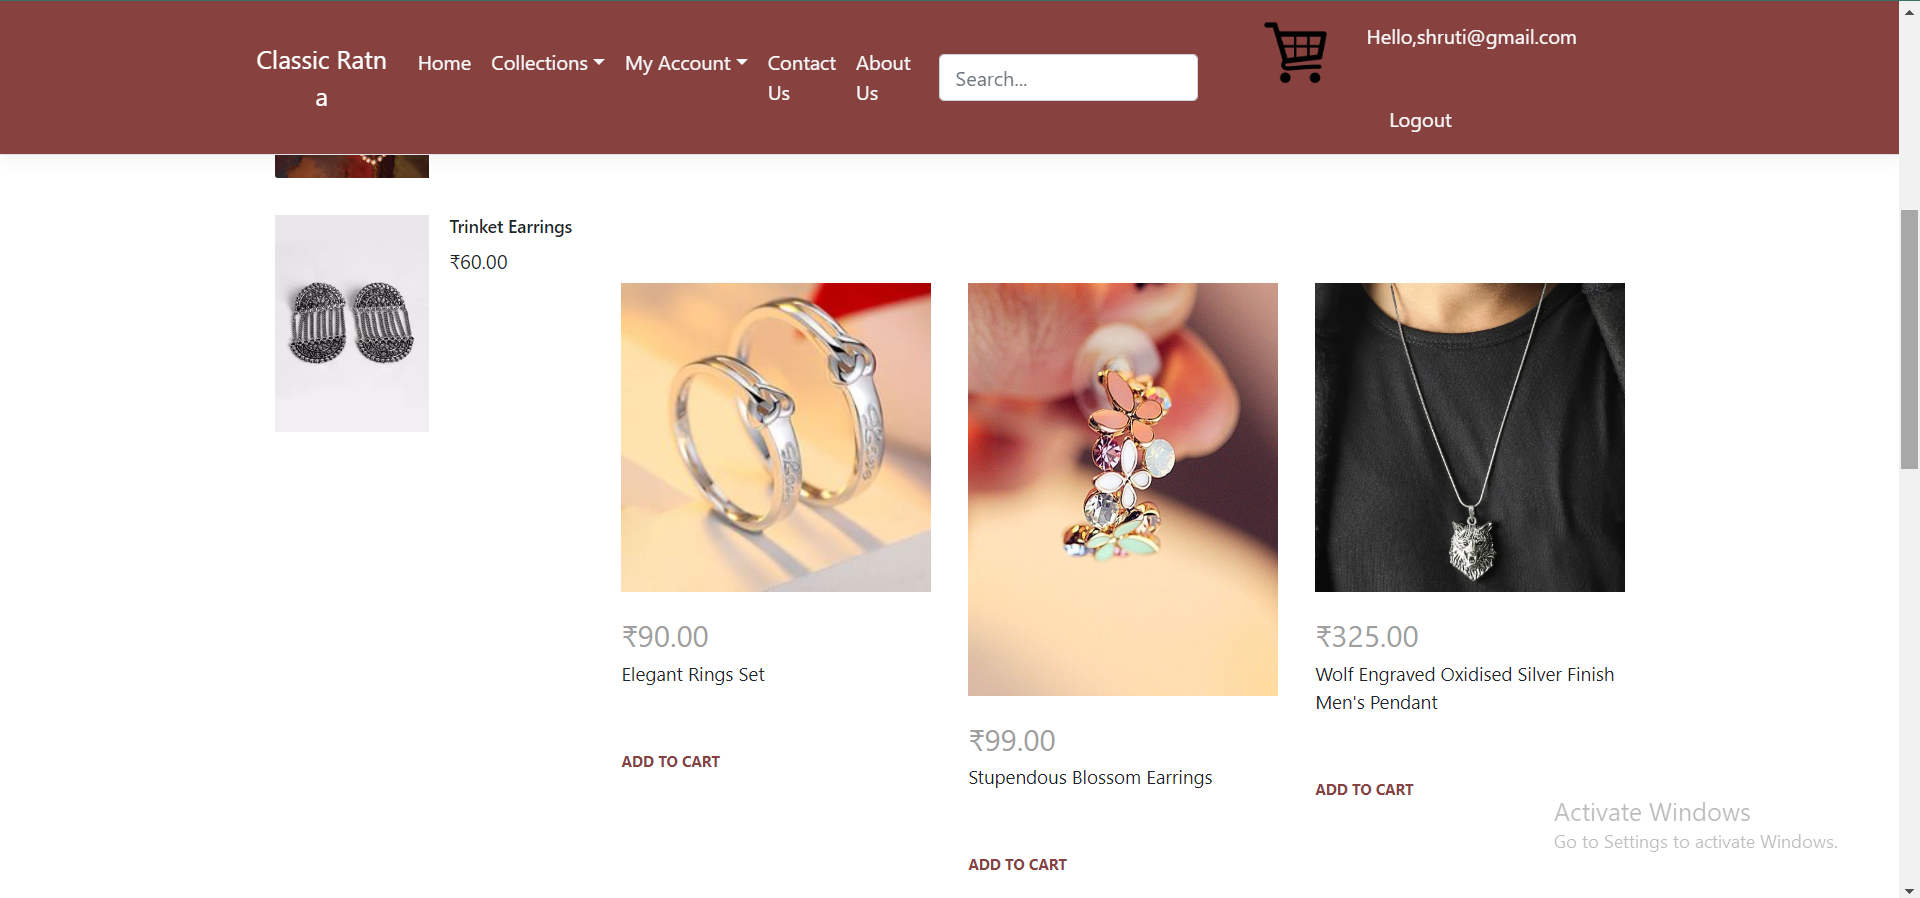 Classic Ratn
a
Home
Collections
My Account
Contact
Us
About
Us
Search...
Hello,shruti@gmail.com
Logout
Trinket Earrings
₹60.00
₹90.00
Elegant Rings Set
ADD TO CART
₹99.00
Stupendous Blossom Earrings
ADD TO CART
₹325.00
Wolf Engraved Oxidised Silver Finish
Men's Pendant
ADD TO CART
Activate Windows
Go to Settings to activate Windows.